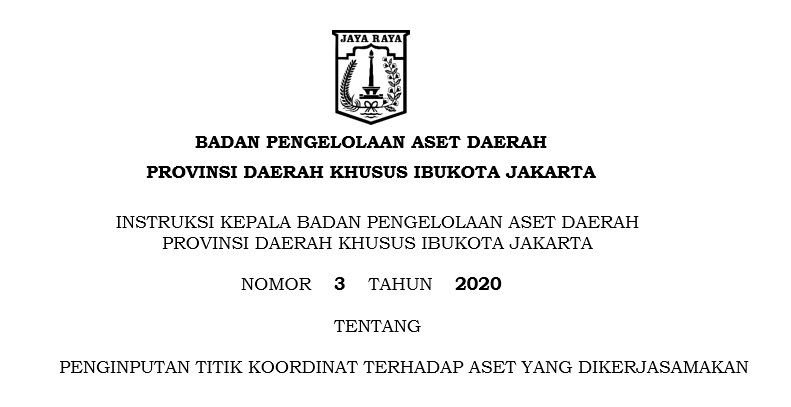 JAYA RAYA
BADAN PENGELOLAAN ASET DAERAH
PROVINSI DAERAH KHUSUS IBUKOTA JAKARTA
INSTRUKSI KEPALA BADAN PENGELOLAAN ASET DAERAH
PROVINSI DAERAH KHUSUS IBUKOTA JAKARTA
NOMOR 3 TAHUN 2020
TENTANG
PENGINPUTAN TITIK KOORDINAT TERHADAP ASET YANG DIKERJASAMAKAN